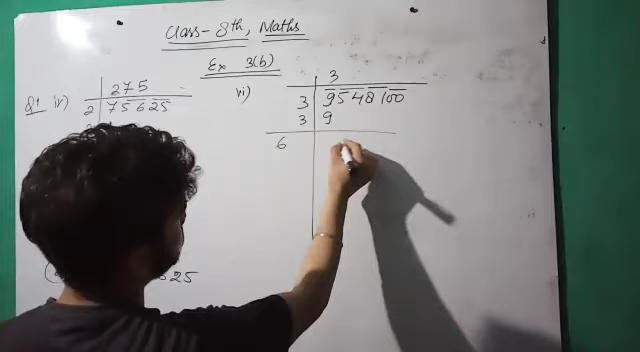 Class-8th, Maths
Ex 3(b)
Q1 iv)
275
2 75625
vi)
3
3 9548100
3 9
6
25